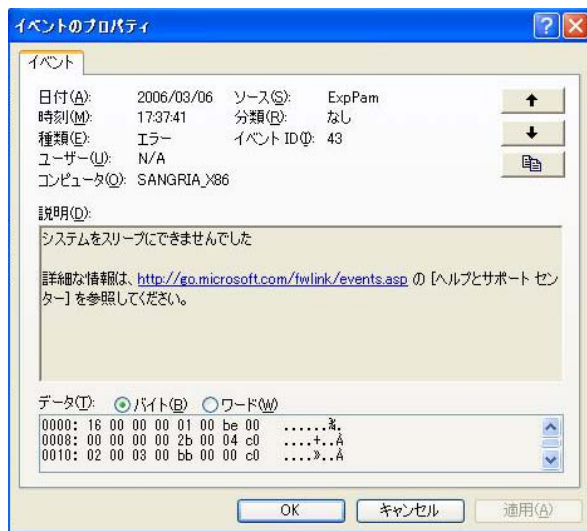 イベントのプロパティ
イベント
日付(A): 2006/03/06 ソース(S): ExpPam
時刻(M): 17:37:41 分類(R): なし
種類(E): エラー イベント ID(I): 43
ユーザー(U): N/A
コンピュータ(O): SANGRIA_X86
説明(D):
システムをスリープにできませんでした
詳細な情報は、http://go.microsoft.com/fwlink/events.asp の [ヘルプとサポート セン
ター] を参照してください。
データ(T): バイト(B) ワード(W)
0000: 16 00 00 00 01 00 be 00 ......¾.
0008: 00 00 00 00 2b 00 04 c0 ....+..À
0010: 02 00 03 00 bb 00 00 c0 ....»..À
OK キャンセル 適用(A)